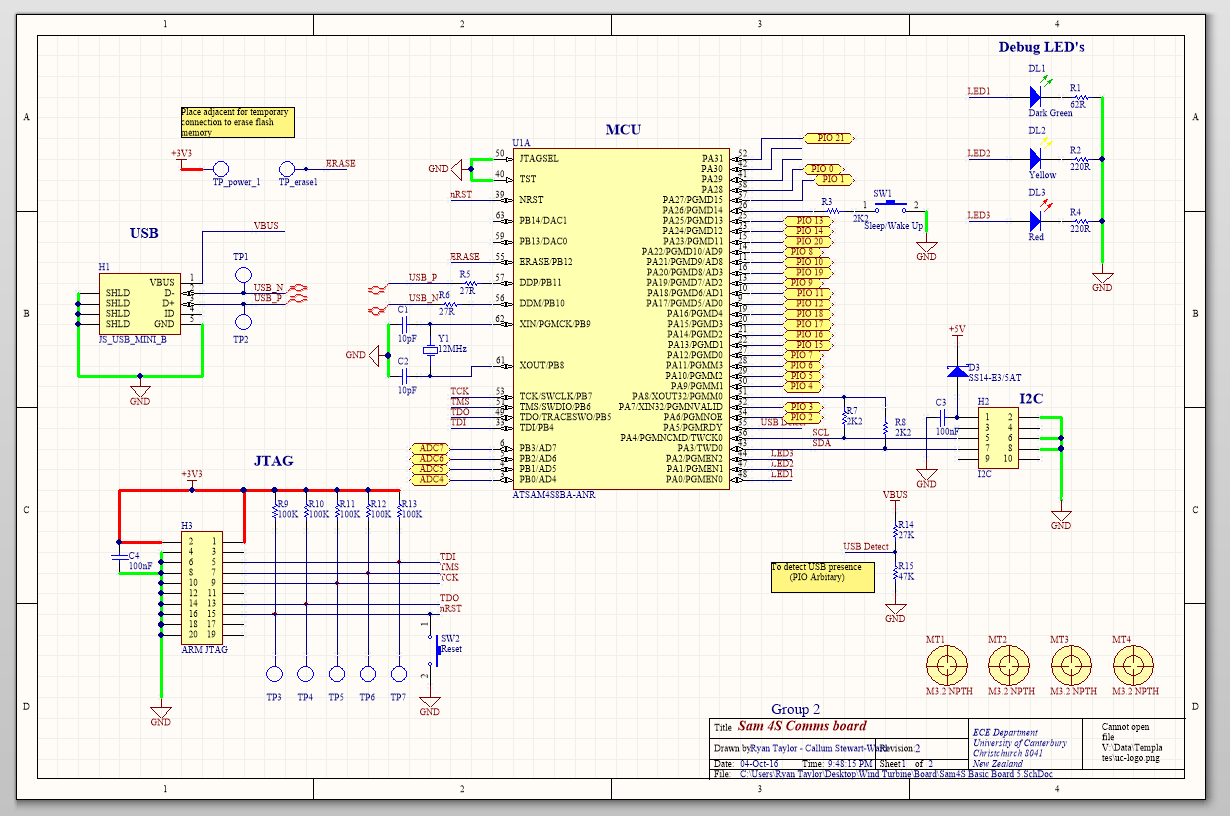 1 2 3 4
Debug LED's
DL1
LED1
R1
62R
Dark Green
DL2
LED2
R2
220R
Yellow
DL3
LED3
R4
220R
Red
GND
A A
B B
C C
D D
Place adjacent for temporary
connection to erase flash
memory
+3V3
TP_power_1
TP_erase1
ERASE
MCU
U1A
GND
50 JTAGSEL
40 TST
nRST 39 NRST
63 PB14/DAC1
59 PB13/DAC0
ERASE 55 ERASE/PB12
USB_P R5 27R 57 DDP/PB11
USB_N R6 27R 56 DDM/PB10
62 XIN/PGMCK/PB9
61 XOUT/PB8
TCK 53 TCK/SWCLK/PB7
TMS 51 TMS/SWDIO/PB6
TDO 49 TDO/TRACESWO/PB5
TDI 33 TDI/PB4
ADC7 PB3/AD7
ADC6 PB2/AD6
ADC5 PB1/AD5
ADC4 PB0/AD4
ATSAM4S8BA-ANR
C1
10pF
Y1
12MHz
GND
C2
10pF
PA31 52 PIO 21
PA30 42
PA29 PIO 0
PA28 PIO 1
PA27/PGMD15
PA26/PGMD14
PA25/PGMD13 PIO 13
PA24/PGMD12 PIO 14
PA23/PGMD11 PIO 20
PA22/PGMD10/AD9 PIO 8
PA21/PGMD9/AD8 PIO 10
PA20/PGMD8/AD3 PIO 19
PA19/PGMD7/AD2 PIO 9
PA18/PGMD6/AD1 PIO 11
PA17/PGMD5/AD0 PIO 12
PA16/PGMD4 PIO 18
PA15/PGMD3 PIO 17
PA14/PGMD2 PIO 16
PA13/PGMD1 PIO 15
PA12/PGMD0 PIO 7
PA11/PGMM3 PIO 6
PA10/PGMM2 PIO 5
PA9/PGMM1 PIO 4
PA8/XOUT32/PGMM0
PA7/XIN32/PGMNVALID PIO 3
PA6/PGMNOE PIO 2
PA5/PGMRDY
PA4/PGMNCMD/TWCK0 SCL
PA3/TWD0 SDA
PA2/PGMEN2 LED3
PA1/PGMEN1 LED2
PA0/PGMEN0 48 LED1
R3
2K2
SW1
1 2
Sleep/Wake Up
GND
R7
2K2
R8
2K2
USB
VBUS
H1
VBUS 1
SHLD D-
SHLD D+
SHLD ID 4
SHLD GND 5
JS_USB_MINI_B
TP1
USB_N
USB_P
TP2
GND
+5V
D3
SS14-E3/5AT
I2C
H2
C3
100nF
1 2
3 4
5 6
7 8
9 10
I2C
GND
GND
VBUS
R14
27K
USB Detect
R15
47K
GND
To detect USB presence
(PIO Arbitary)
JTAG
+3V3
R9
100K
R10
100K
R11
100K
R12
100K
R13
100K
H3
C4
100nF
2 1
4 3
6 5
8 7
10 9
12 11
14 13
16 15
18 17
20 19
ARM JTAG
TDI
TMS
TCK
TDO
nRST
1
SW2
Reset
2
GND
TP3 TP4 TP5 TP6 TP7
GND
MT1
M3.2 NPTH
MT2
M3.2 NPTH
MT3
M3.2 NPTH
MT4
M3.2 NPTH
Group 2
Title Sam 4S Comms board
Drawn by Ryan Taylor - Callum Stewart-Ward Revision: 2
Date: 04-Oct-16 Time: 9:48:15 PM Sheet 1 of 2
File: C:\Users\Ryan Taylor\Desktop\Wind Turbine\Board\Sam4S Basic Board 5.SchDoc
ECE Department
University of Canterbury
Christchurch 8041
New Zealand
Cannot open
file
V:\Data\Templa
tes\uc-logo.png
1 2 3 4